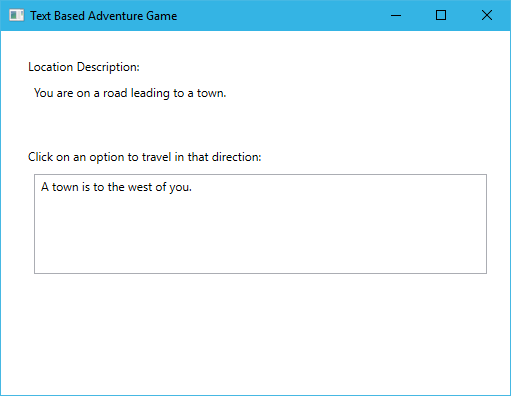 Text Based Adventure Game
Location Description:
You are on a road leading to a town.
Click on an option to travel in that direction:
A town is to the west of you.